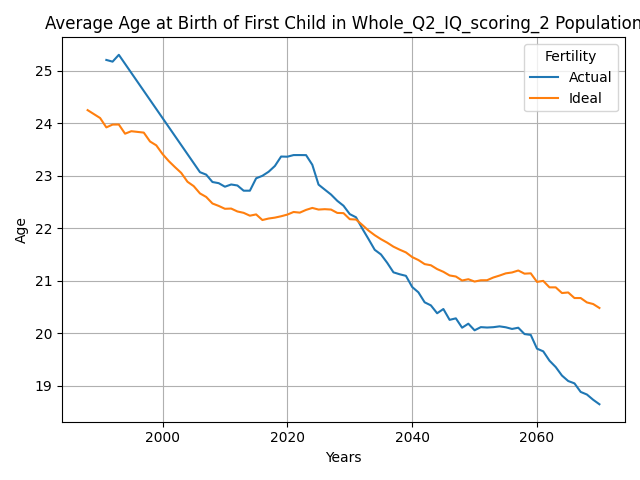 Average Age at Birth of First Child in Whole_Q2_IQ_scoring_2 Population
Fertility
Actual
Ideal
Age
25
24
23
22
21
20
19
2000
2020
2040
2060
Years